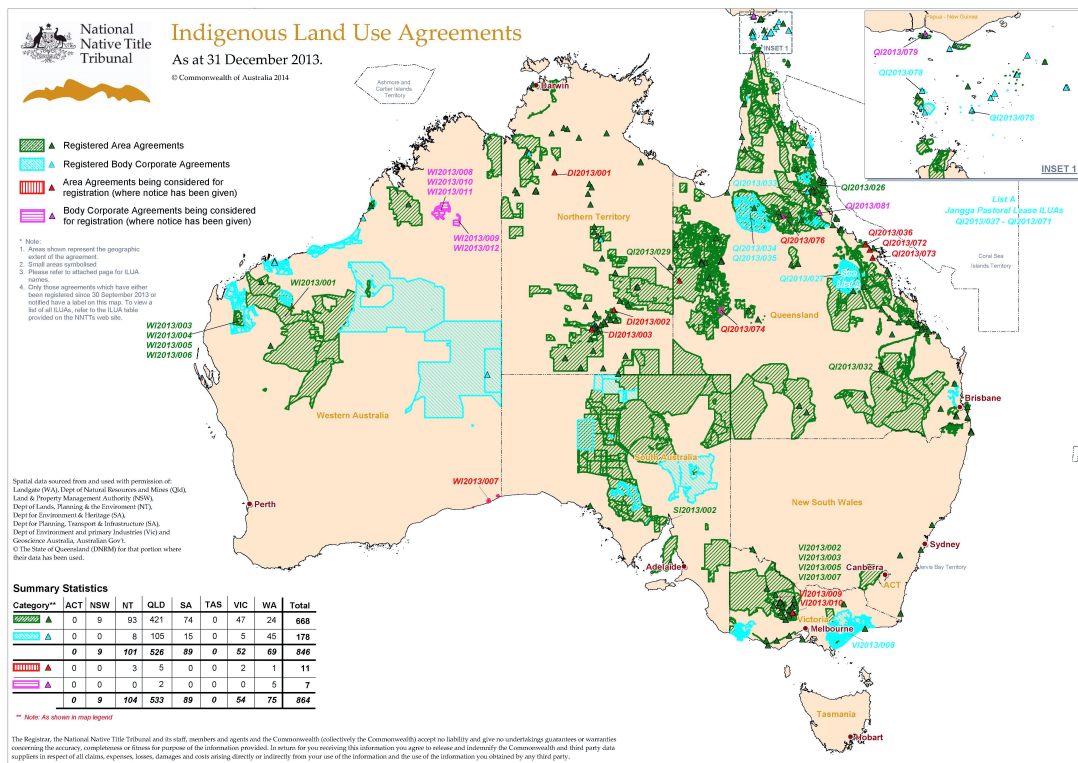 National
Native Title
Tribunal
Indigenous Land Use Agreements
As at 31 December 2013.
© Commonwealth of Australia 2014
Registered Area Agreements
Registered Body Corporate Agreements
Area Agreements being considered for
registration (where notice has been given)
Body Corporate Agreements being considered
for registration (where notice has been given)
* Note:
1. Areas shown represent the geographic
extent of the agreement.
2. Small areas symbolised
3. Please refer to attached page for ILUA
names.
4. Only those agreements which have either
been registered since 30 September 2013 or
notified have a label on this map. To view a
list of all ILUAs, refer to the ILUA table
provided on the NNTTs web site.
Ashmore and
Cartier Islands
Territory
Darwin
INSET 1
Papua - New Guinea
QI2013/079
QI2013/078
QI2013/075
INSET 1
WI2013/008
WI2013/010
WI2013/011
WI2013/009
WI2013/012
DI2013/001
Northern Territory
QI2013/033
QI2013/026
QI2013/081
List A
Jangga Pastoral Lease ILUAs
QI2013/037 - QI2013/071
QI2013/034
QI2013/035
QI2013/076
QI2013/036
QI2013/072
QI2013/073
QI2013/029
QI2013/027
Coral Sea
Islands Territory
WI2013/001
WI2013/003
WI2013/004
WI2013/005
WI2013/006
DI2013/002
DI2013/003
QI2013/074
Queensland
QI2013/032
Brisbane
Western Australia
South Australia
WI2013/007
Perth
SI2013/002
New South Wales
Adelaide
VI2013/002
VI2013/003
VI2013/005
VI2013/007
Sydney
Canberra
Jervis Bay Territory
ACT
VI2013/009
VI2013/010
Victoria
Melbourne
VI2013/008
Tasmania
Hobart
Spatial data sourced from and used with permission of:
Landgate (WA), Dept of Natural Resources and Mines (Qld),
Land & Property Management Authority (NSW),
Dept of Lands, Planning & the Enviroment (NT),
Dept for Environment & Heritage (SA),
Dept for Planning, Transport & Infrastructure (SA),
Dept of Environment and primary Industries (Vic) and
Geoscience Australia, Australian Gov't.
© The State of Queensland (DNRM) for that portion where
their data has been used.
Summary Statistics
Category** ACT NSW NT QLD SA TAS VIC WA Total
0 9 93 421 74 0 47 24 668
0 0 8 105 15 0 5 45 178
0 9 101 526 89 0 52 69 846
0 0 3 5 0 0 2 1 11
0 0 0 2 0 0 0 5 7
0 9 104 533 89 0 54 75 864
** Note: As shown in map legend
The Registrar, the National Native Title Tribunal and its staff, members and agents and the Commonwealth (collectively the Commonwealth) accept no liability and give no undertakings guarantees or warranties
concerning the accuracy, completeness or fitness for purpose of the information provided. In return for you receiving this information you agree to release and indemnify the Commonwealth and third party data
suppliers in respect of all claims, expenses, losses, damages and costs arising directly or indirectly from your use of the information and the use of the information you obtained by any third party.